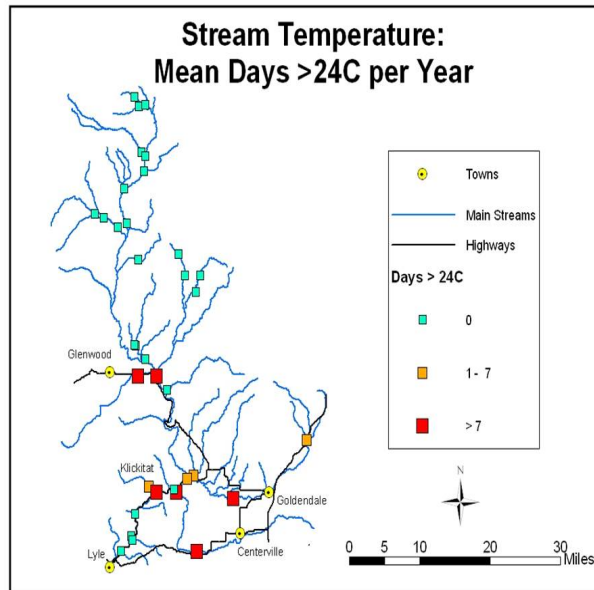 Stream Temperature:
Mean Days >24C per Year
Towns
Main Streams
Highways
Days > 24C
0
1 - 7
> 7
Glenwood
Klickitat
Goldendale
Centerville
Lyle
N
0 5 10 20 30
Miles